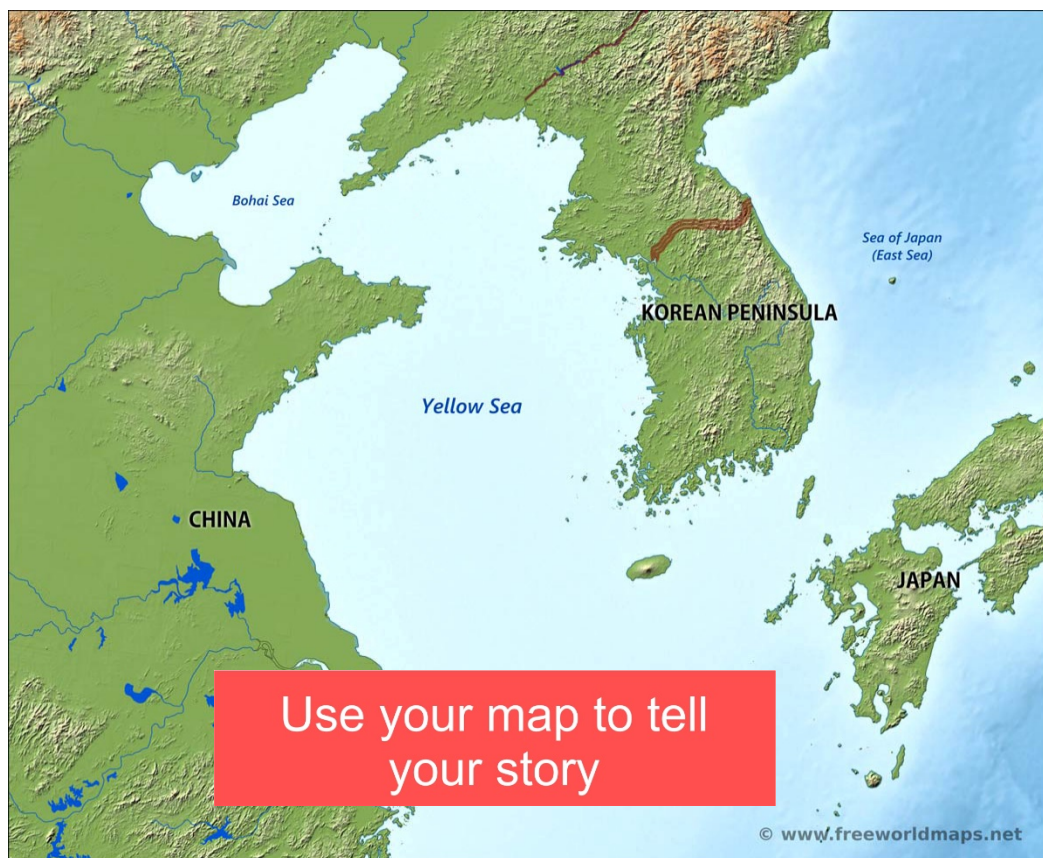 Bohai Sea
Sea of Japan
(East Sea)
KOREAN PENINSULA
Yellow Sea
CHINA
JAPAN
Use your map to tell
your story
© www.freeworldmaps.net